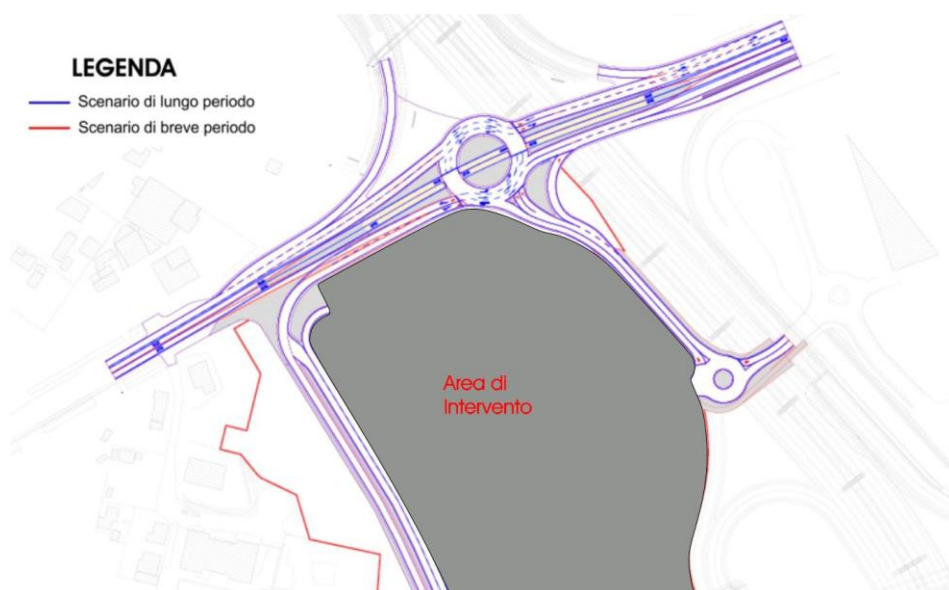 LEGENDA
Scenario di lungo periodo
Scenario di breve periodo
Area di
Intervento